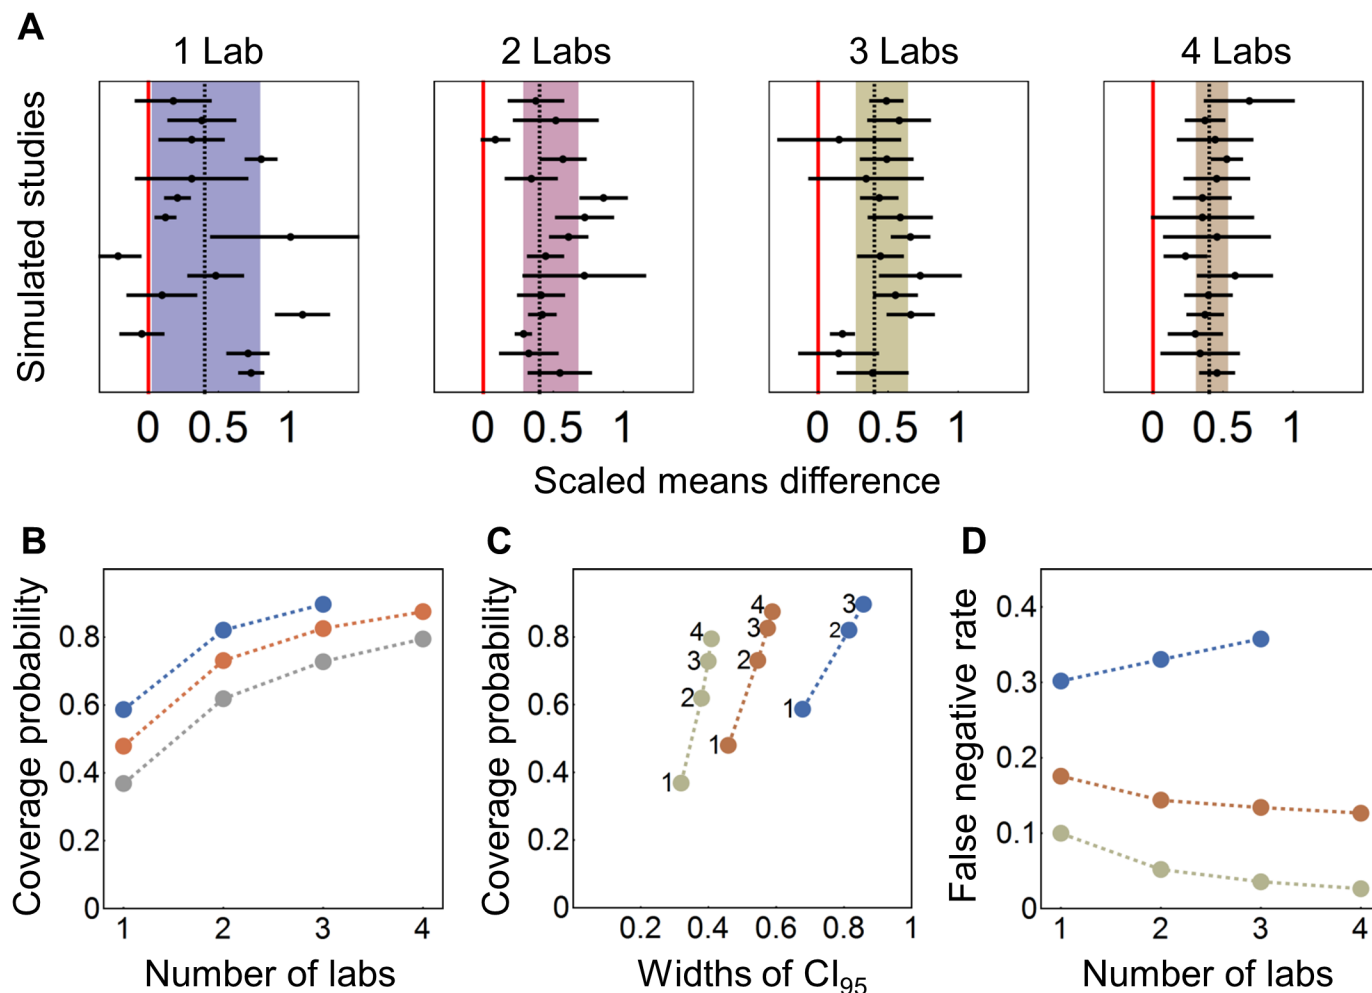 A
1 Lab
2 Labs
3 Labs
4 Labs
Simulated studies
0 0.5 1
0 0.5 1
0 0.5 1
0 0.5 1
Scaled means difference
B
Coverage probability
0.8
0.6
0.4
0.2
0
1 2 3 4
Number of labs
C
Coverage probability
0.8
0.6
0.4
0.2
0
4
3
2
1
4
3
2
1
3
2
1
0.2 0.4 0.6 0.8 1
Widths of CI95
D
False negative rate
0.4
0.3
0.2
0.1
0
1 2 3 4
Number of labs